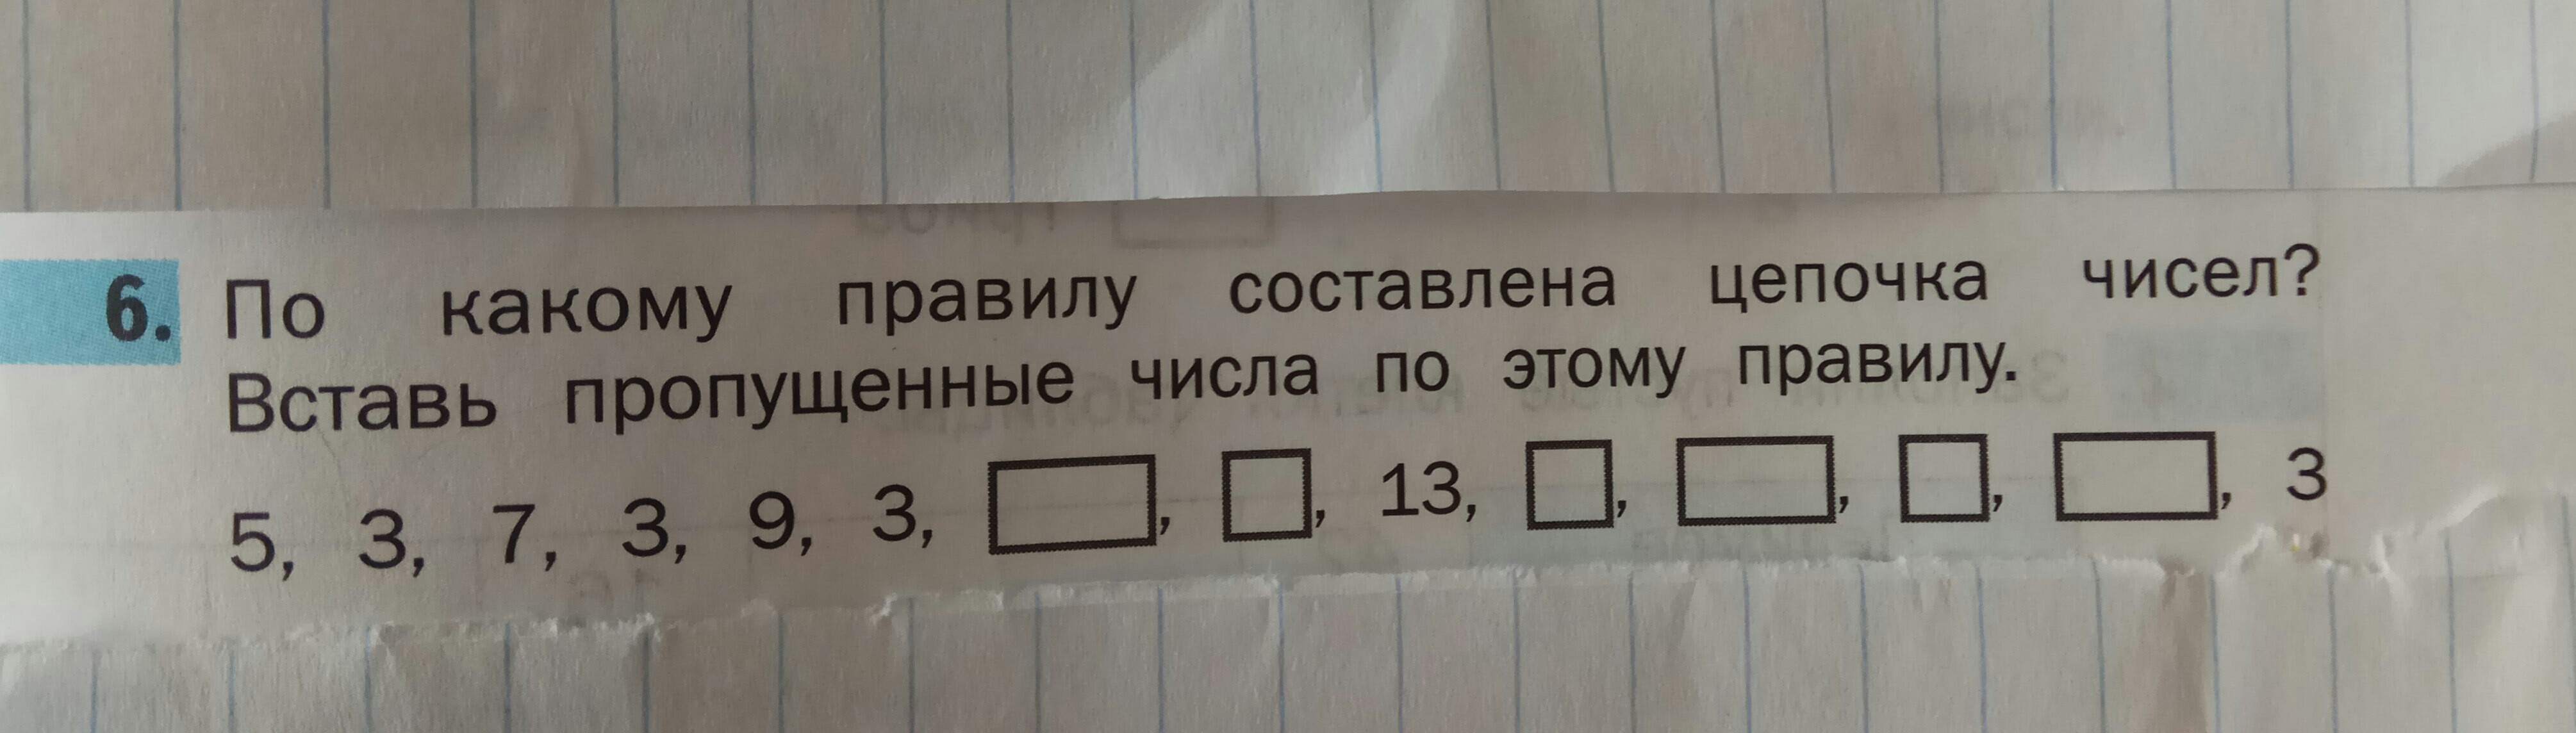 6. По какому правилу составлена цепочка чисел?
Вставь пропущенные числа по этому правилу.
5, 3, 7, 3, 9, 3, □, □, 13, □, □, □, □, 3